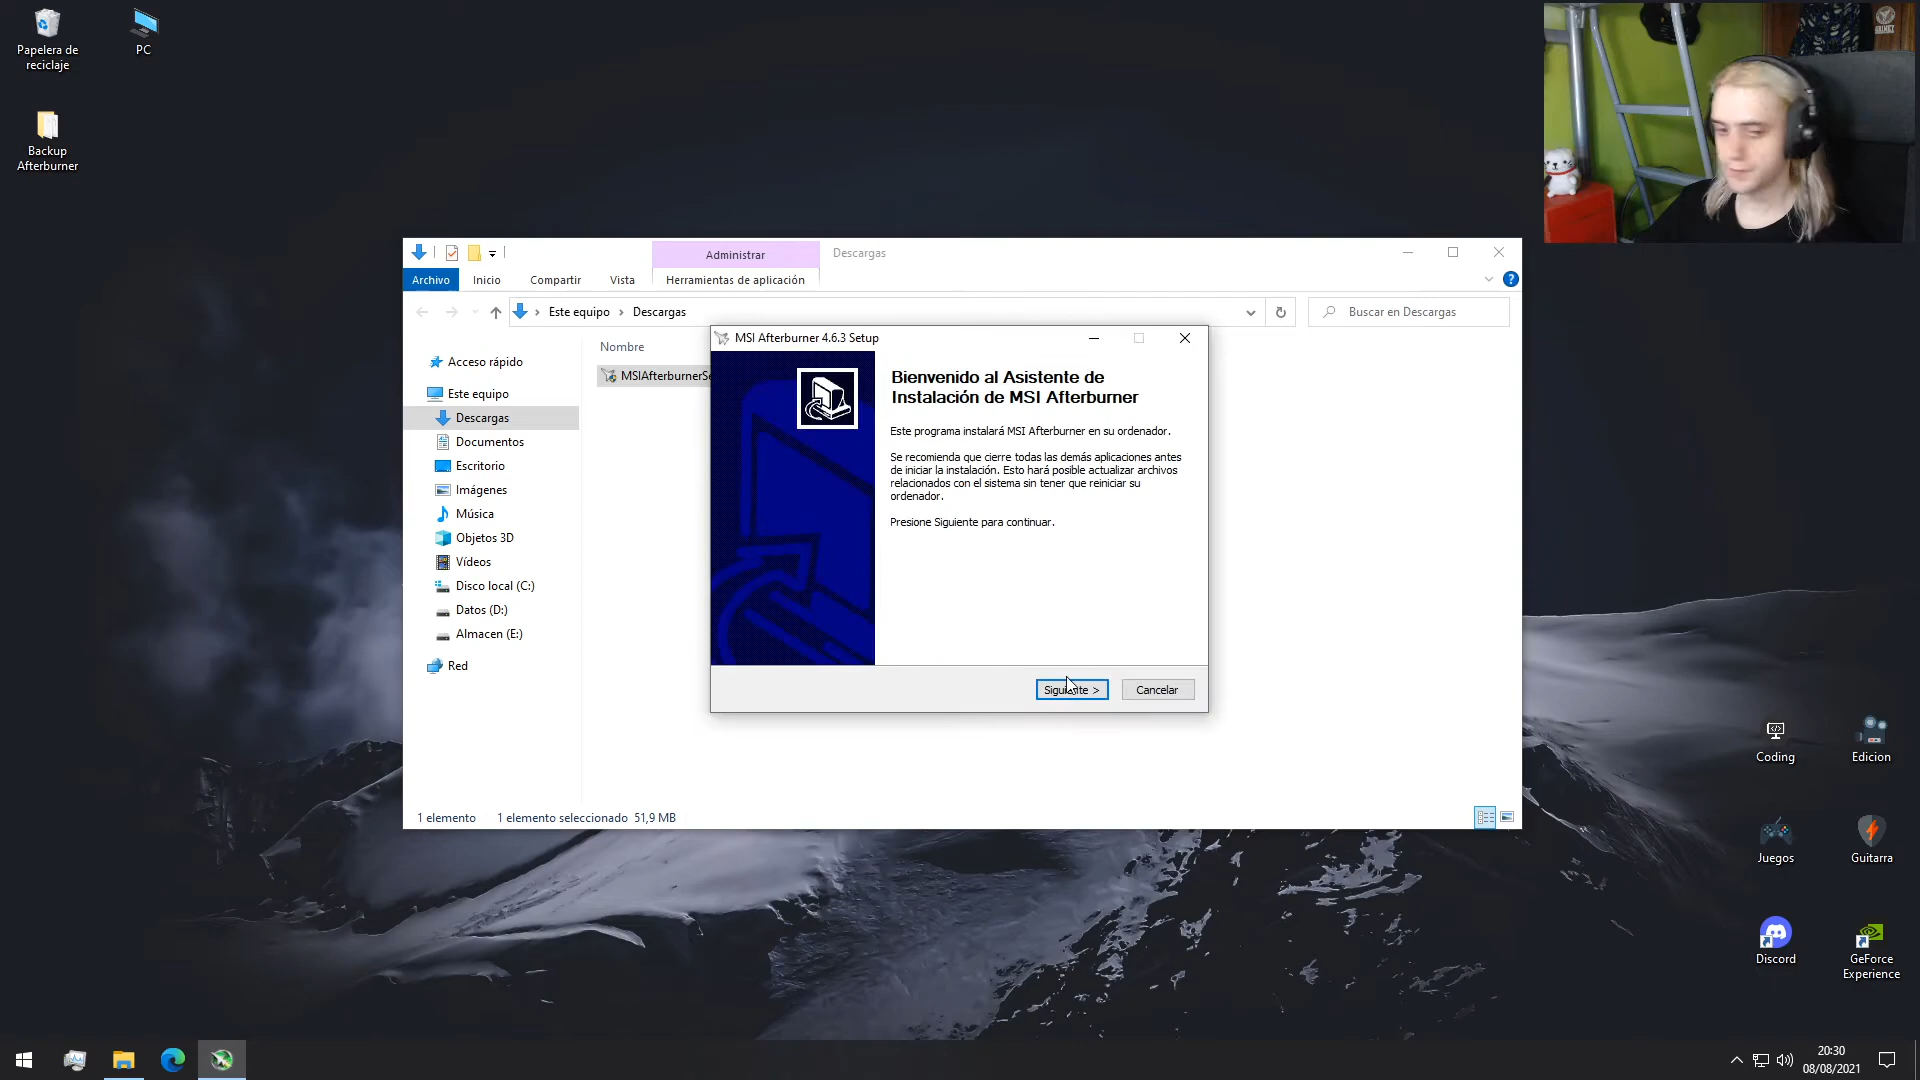 Papelera de
reciclaje
PC
Backup
Afterburner
Administrar
Descargas
Archivo
Inicio
Compartir
Vista
Herramientas de aplicación
Este equipo > Descargas
Buscar en Descargas
Nombre
MSIAfterburnerSe
Acceso rápido
Este equipo
Descargas
Documentos
Escritorio
Imágenes
Música
Objetos 3D
Vídeos
Disco local (C:)
Datos (D:)
Almacen (E:)
Red
1 elemento
1 elemento seleccionado 51,9 MB
MSI Afterburner 4.6.3 Setup
Bienvenido al Asistente de
Instalación de MSI Afterburner
Este programa instalará MSI Afterburner en su ordenador.
Se recomienda que cierre todas las demás aplicaciones antes
de iniciar la instalación. Esto hará posible actualizar archivos
relacionados con el sistema sin tener que reiniciar su
ordenador.
Presione Siguiente para continuar.
Siguiente >
Cancelar
Coding
Edicion
Juegos
Guitarra
Discord
GeForce
Experience
20:30
08/08/2021